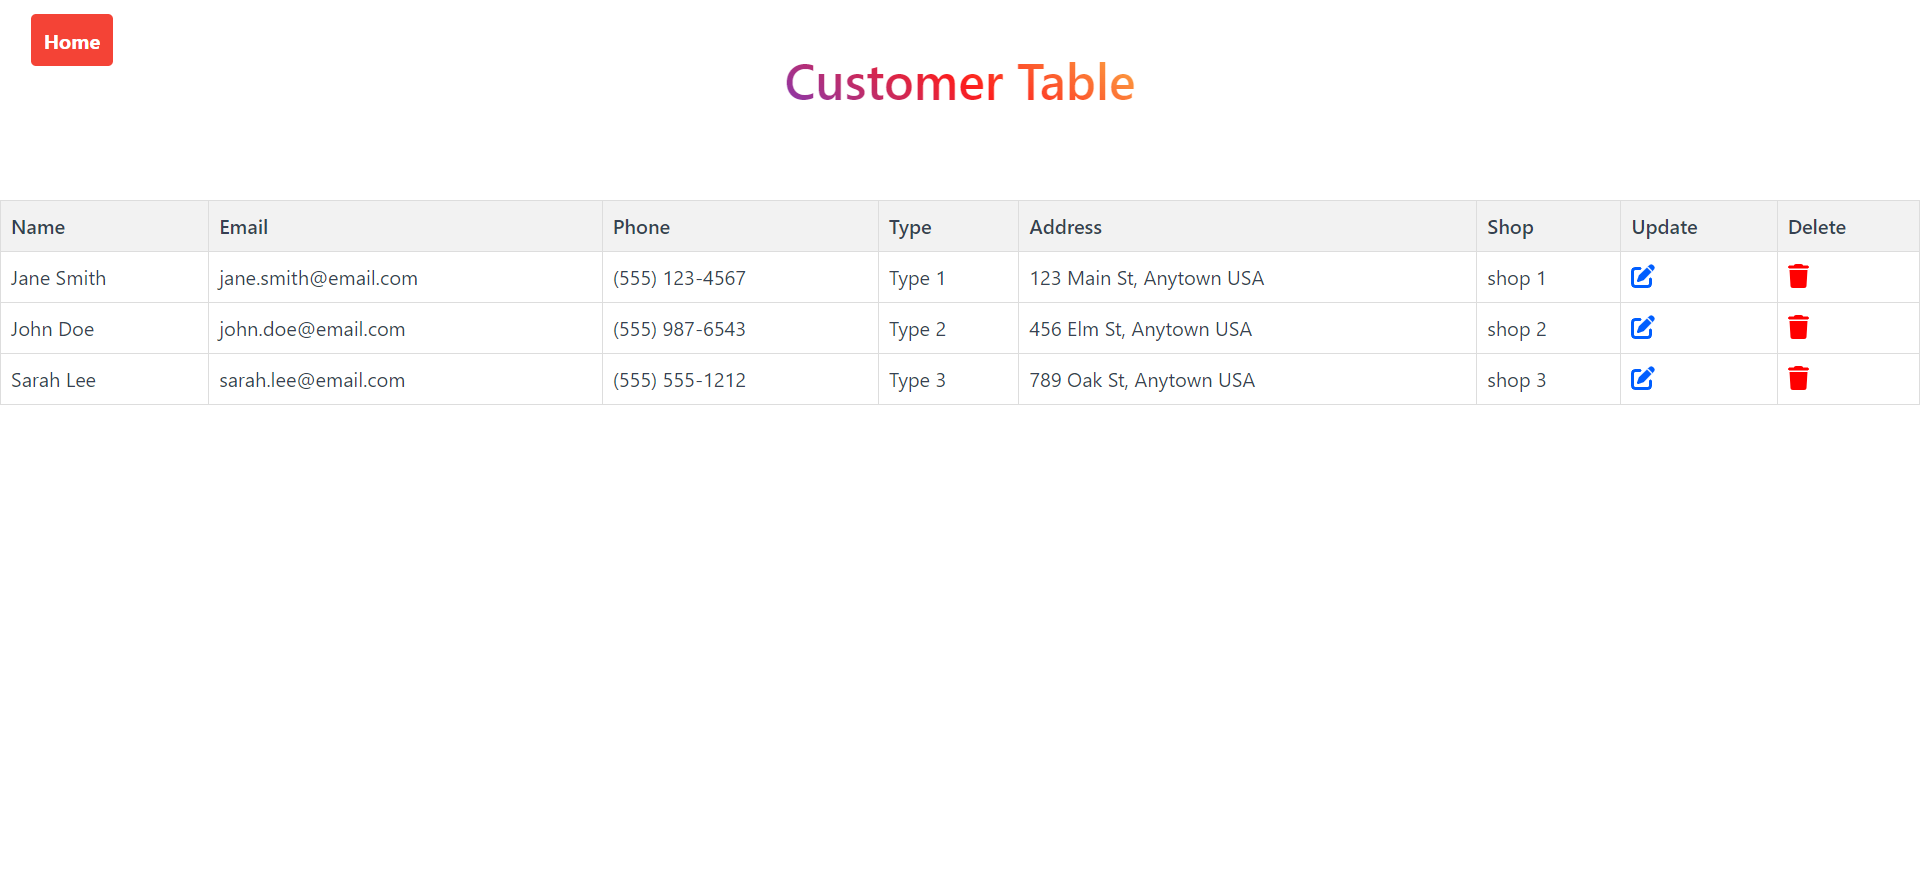 Home
Customer Table
Name Email Phone Type Address Shop Update Delete
Jane Smith jane.smith@email.com (555) 123-4567 Type 1 123 Main St, Anytown USA shop 1
John Doe john.doe@email.com (555) 987-6543 Type 2 456 Elm St, Anytown USA shop 2
Sarah Lee sarah.lee@email.com (555) 555-1212 Type 3 789 Oak St, Anytown USA shop 3